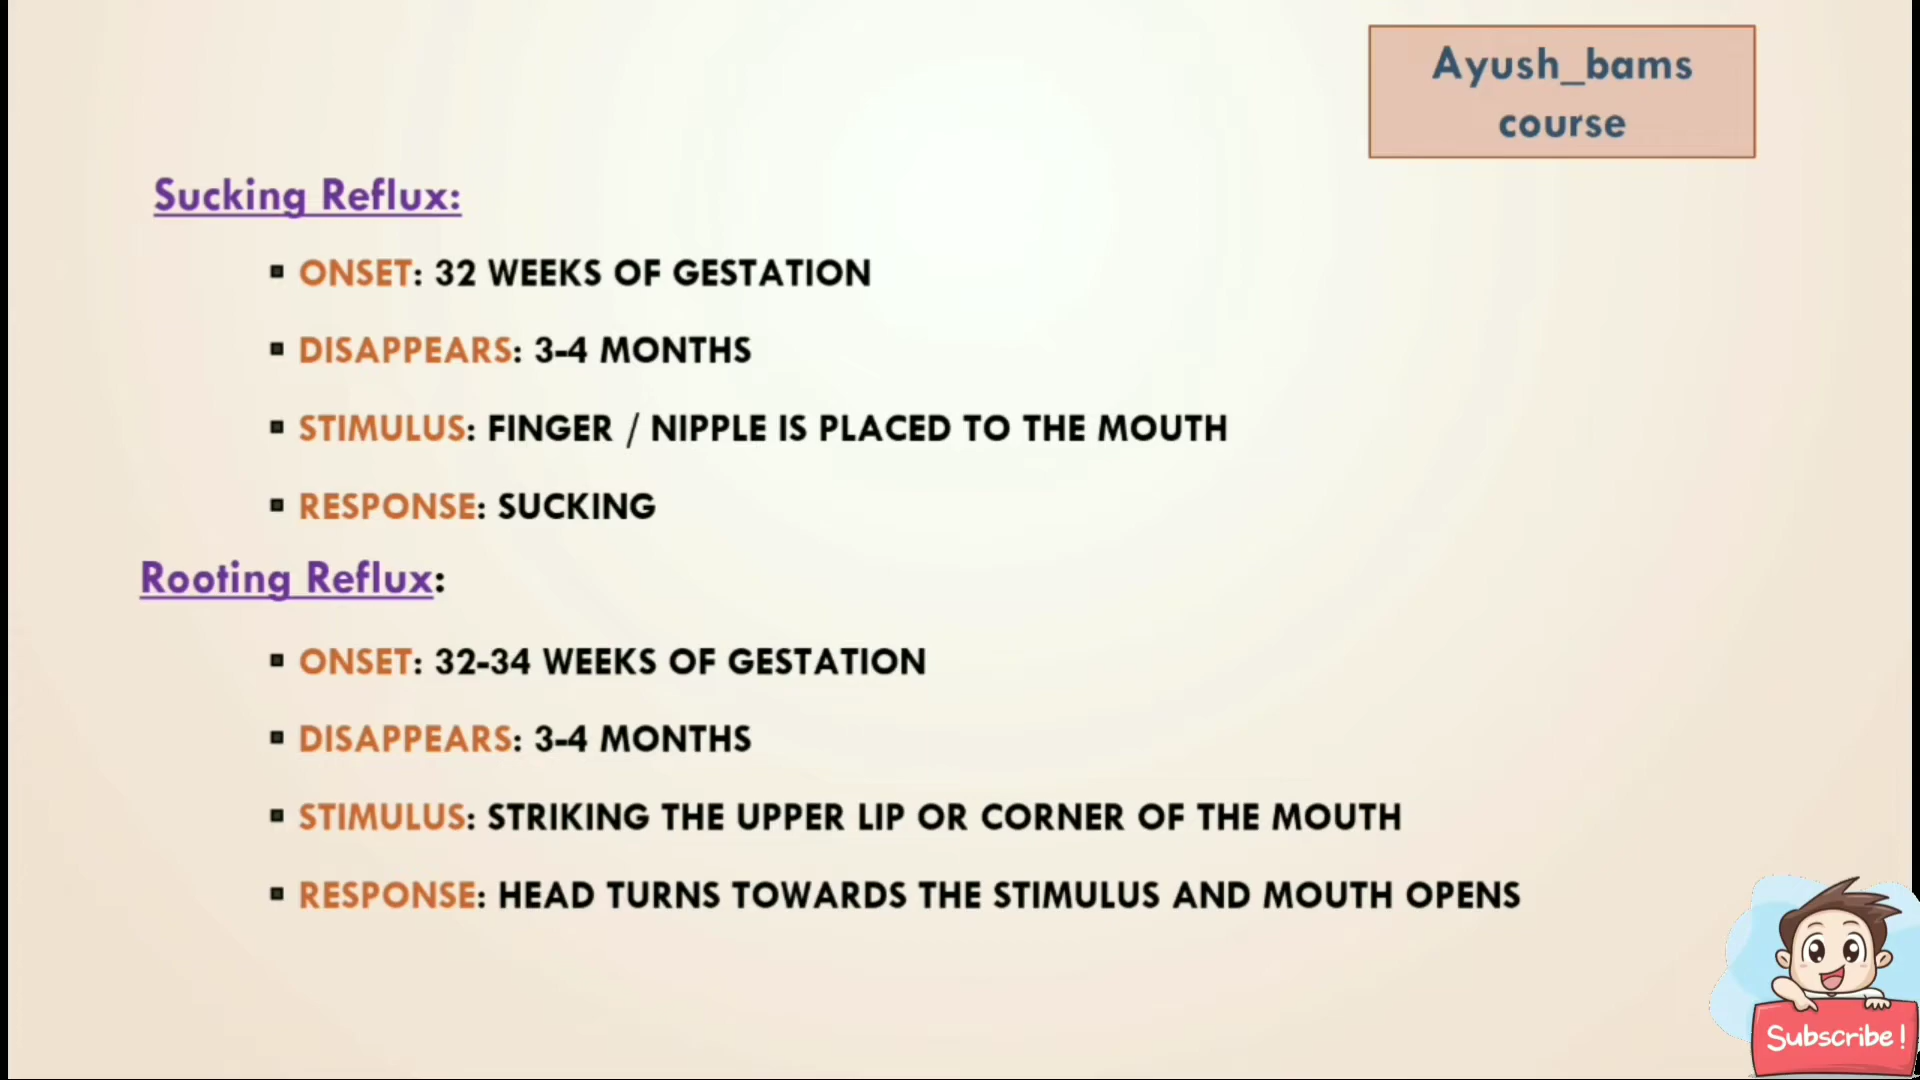 Ayush_bams
course
Sucking Reflux:
▪ ONSET: 32 WEEKS OF GESTATION
▪ DISAPPEARS: 3-4 MONTHS
▪ STIMULUS: FINGER / NIPPLE IS PLACED TO THE MOUTH
▪ RESPONSE: SUCKING
Rooting Reflux:
▪ ONSET: 32-34 WEEKS OF GESTATION
▪ DISAPPEARS: 3-4 MONTHS
▪ STIMULUS: STRIKING THE UPPER LIP OR CORNER OF THE MOUTH
▪ RESPONSE: HEAD TURNS TOWARDS THE STIMULUS AND MOUTH OPENS
Subscribe!